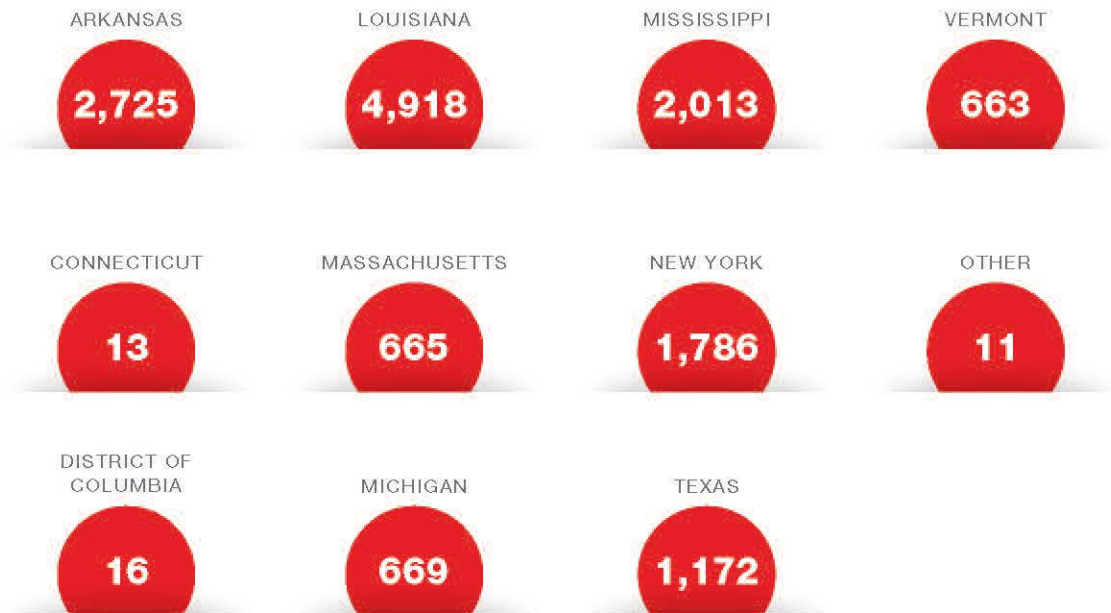 ARKANSAS
2,725
LOUISIANA
4,918
MISSISSIPPI
2,013
VERMONT
663
CONNECTICUT
13
MASSACHUSETTS
665
NEW YORK
1,786
OTHER
11
DISTRICT OF
COLUMBIA
16
MICHIGAN
669
TEXAS
1,172